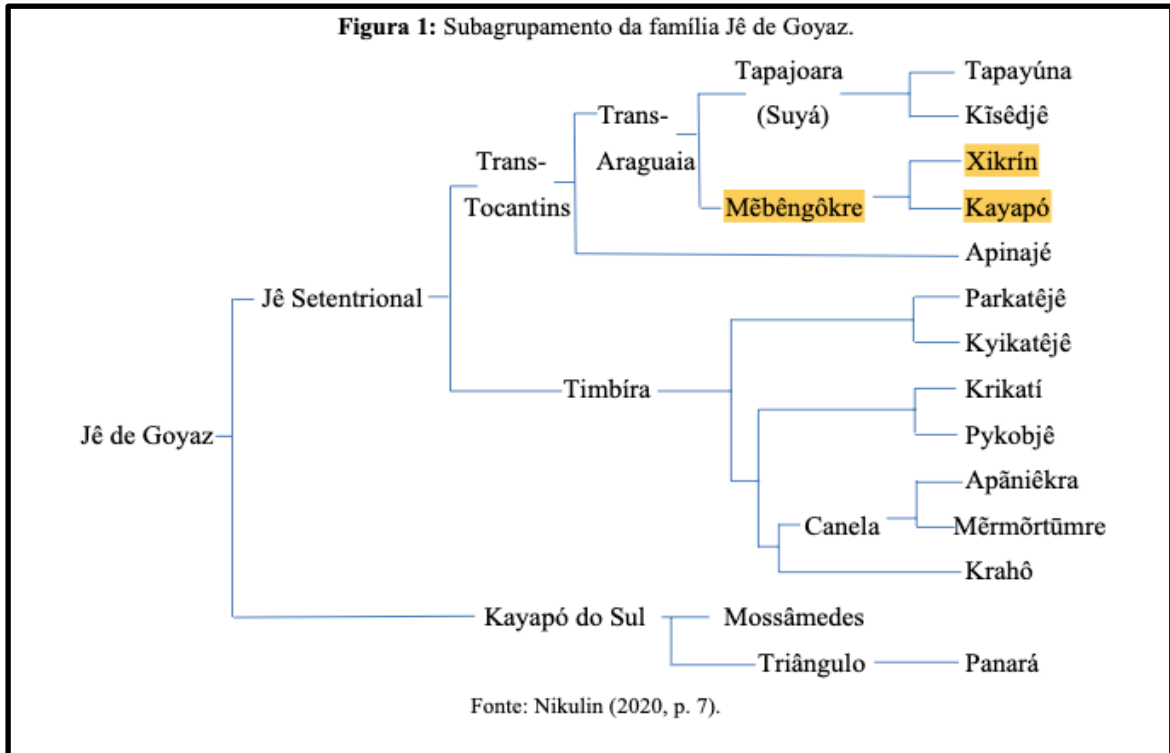 Figura 1: Subagrupamento da família Jê de Goyaz.
Tapajoara
(Suyá)
Tapayúna
Kĩsêdjê
Trans-
Araguaia
Xikrín
Trans-
Tocantins
Mẽbêngôkre
Kayapó
Apinajé
Jê Setentrional
Parkatêjê
Kyikatêjê
Timbíra
Krikatí
Pykobjê
Jê de Goyaz
Apãniêkra
Canela
Mẽrmõrtũmre
Krahô
Kayapó do Sul
Mossâmedes
Triângulo
Panará
Fonte: Nikulin (2020, p. 7).